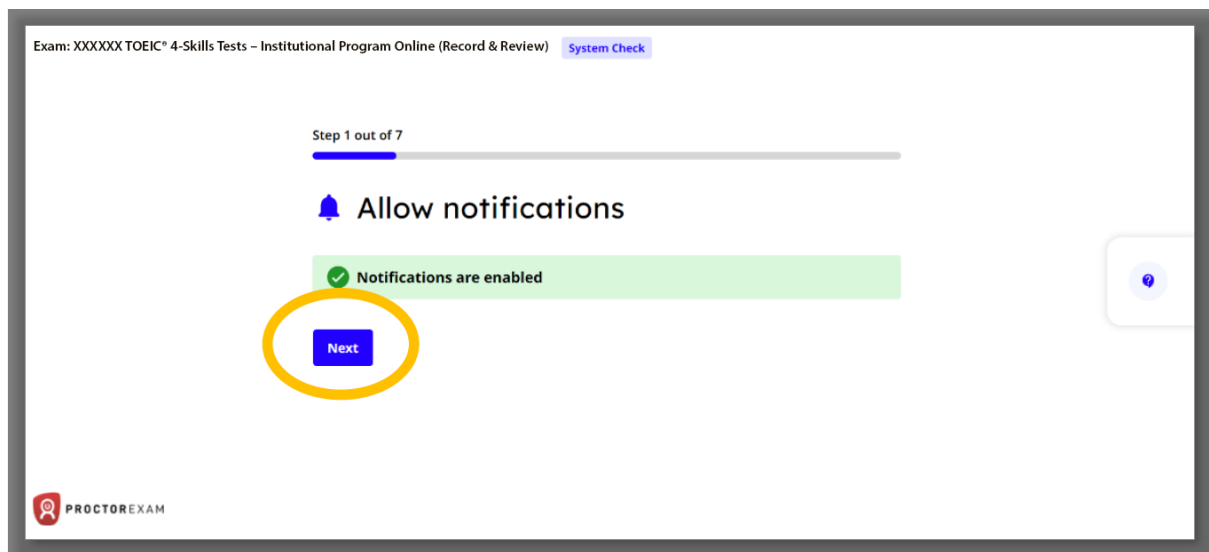 Exam: XXXXXX TOEIC® 4-Skills Tests – Institutional Program Online (Record & Review) System Check
Step 1 out of 7
Allow notifications
Notifications are enabled
Next
PROCTOREXAM